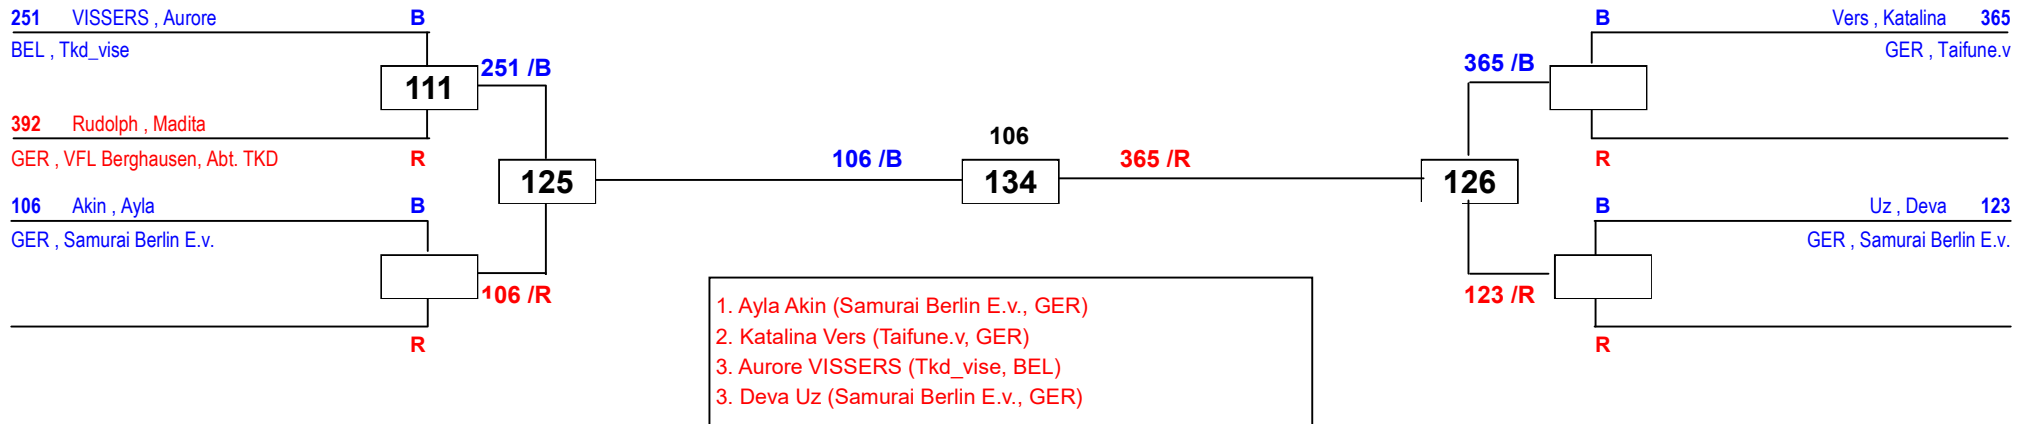 251 VISSERS , Aurore B
BEL , Tkd_vise
111
251 /B
392 Rudolph , Madita
GER , VFL Berghausen, Abt. TKD R
125
106 Akin , Ayla B
GER , Samurai Berlin E.v.
106 /R
R
106 /B
106
134
365 /R
B Vers , Katalina 365
GER , Taifune.v
365 /B
R
126
B Uz , Deva 123
GER , Samurai Berlin E.v.
123 /R
R
1. Ayla Akin (Samurai Berlin E.v., GER)
2. Katalina Vers (Taifune.v, GER)
3. Aurore VISSERS (Tkd_vise, BEL)
3. Deva Uz (Samurai Berlin E.v., GER)